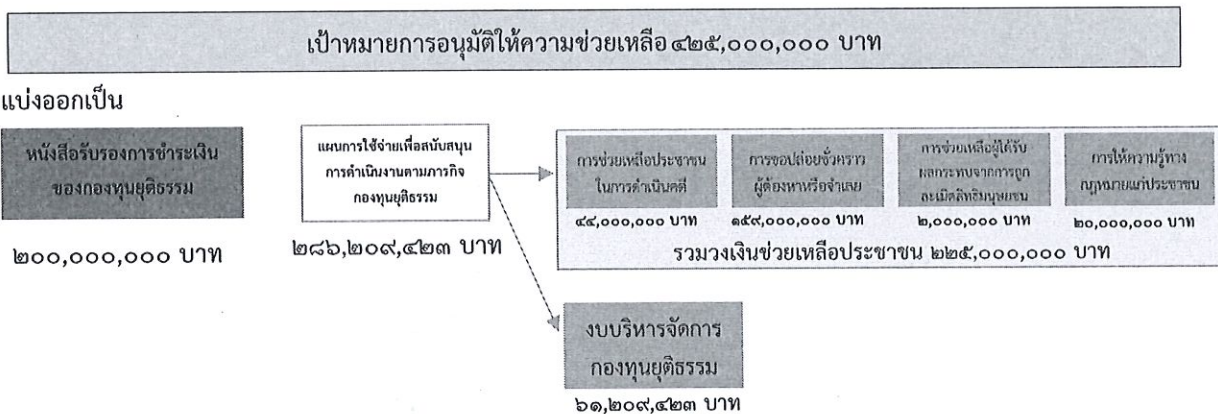 เป้าหมายการอนุมัติให้ความช่วยเหลือ ๔๒๕,๐๐๐,๐๐๐ บาท
แบ่งออกเป็น
หนังสือรับรองการชำระเงิน
ของกองทุนยุติธรรม
๒๐๐,๐๐๐,๐๐๐ บาท
แผนการใช้จ่ายเพื่อสนับสนุน
การดำเนินงานตามภารกิจ
กองทุนยุติธรรม
๒๘๖,๒๐๙,๔๒๓ บาท
การช่วยเหลือประชาชน
ในการดำเนินคดี
๔๔,๐๐๐,๐๐๐ บาท
การขอปล่อยชั่วคราว
ผู้ต้องหาหรือจำเลย
๑๕๙,๐๐๐,๐๐๐ บาท
การช่วยเหลือผู้ได้รับ
ผลกระทบจากการถูก
ละเมิดสิทธิมนุษยชน
๒,๐๐๐,๐๐๐ บาท
การให้ความรู้ทาง
กฎหมายแก่ประชาชน
๒๐,๐๐๐,๐๐๐ บาท
รวมวงเงินช่วยเหลือประชาชน ๒๒๕,๐๐๐,๐๐๐ บาท
งบบริหารจัดการ
กองทุนยุติธรรม
๖๑,๒๐๙,๔๒๓ บาท